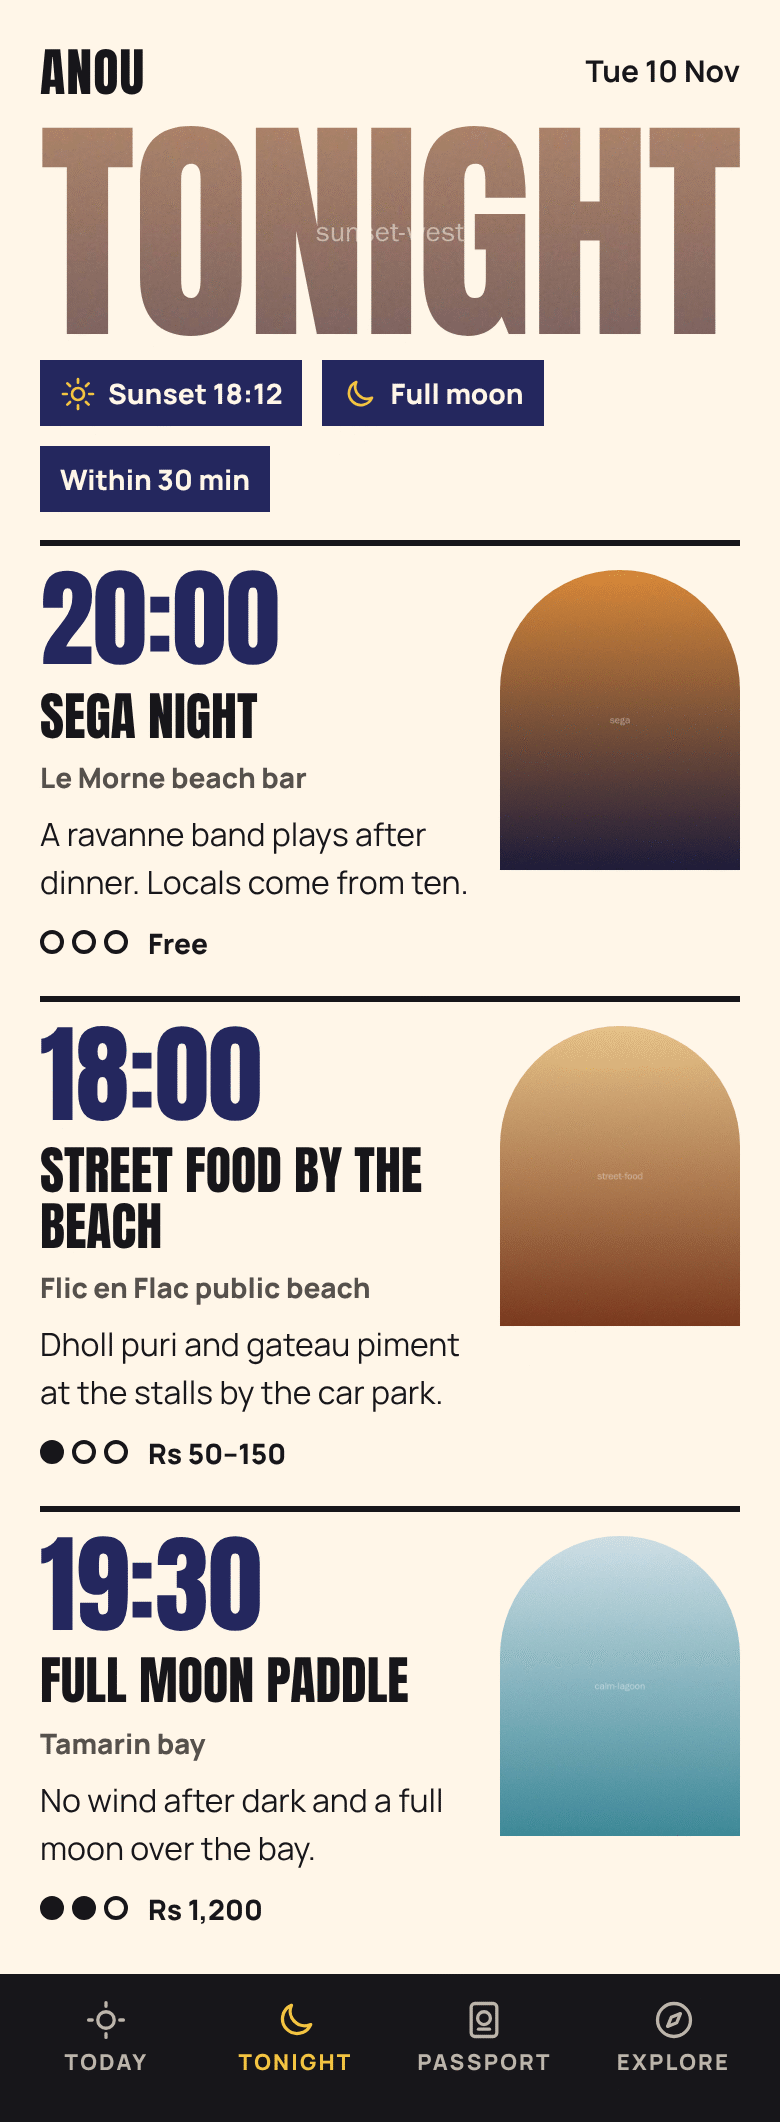 ANOU
Tue 10 Nov
TONIGHT
sunset-west
Sunset 18:12
Full moon
Within 30 min
20:00
SEGA NIGHT
Le Morne beach bar
A ravanne band plays after
dinner. Locals come from ten.
Free
sega
18:00
STREET FOOD BY THE
BEACH
Flic en Flac public beach
Dholl puri and gateau piment
at the stalls by the car park.
Rs 50–150
street-food
19:30
FULL MOON PADDLE
Tamarin bay
No wind after dark and a full
moon over the bay.
Rs 1,200
calm-lagoon
TODAY
TONIGHT
PASSPORT
EXPLORE